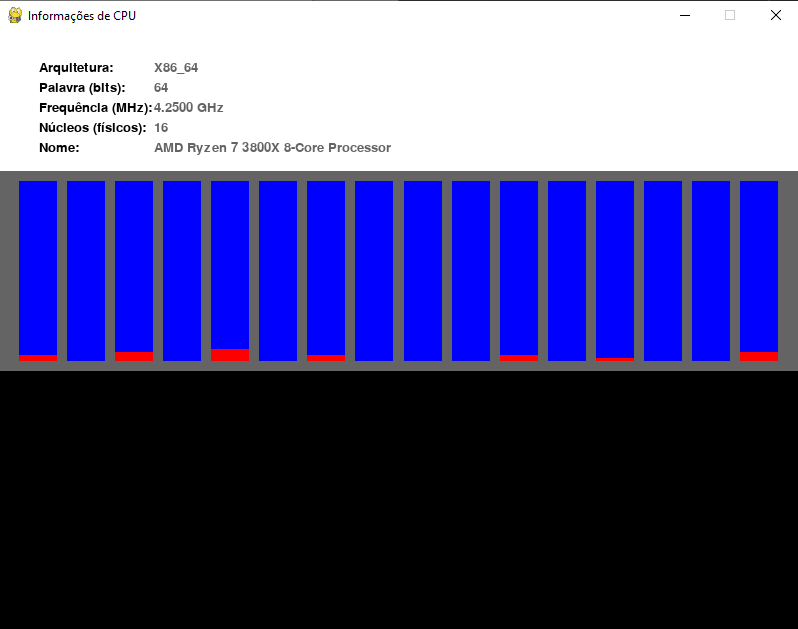 Informações de CPU
Arquitetura: X86_64
Palavra (bits): 64
Frequência (MHz): 4.2500 GHz
Núcleos (físicos): 16
Nome: AMD Ryzen 7 3800X 8-Core Processor